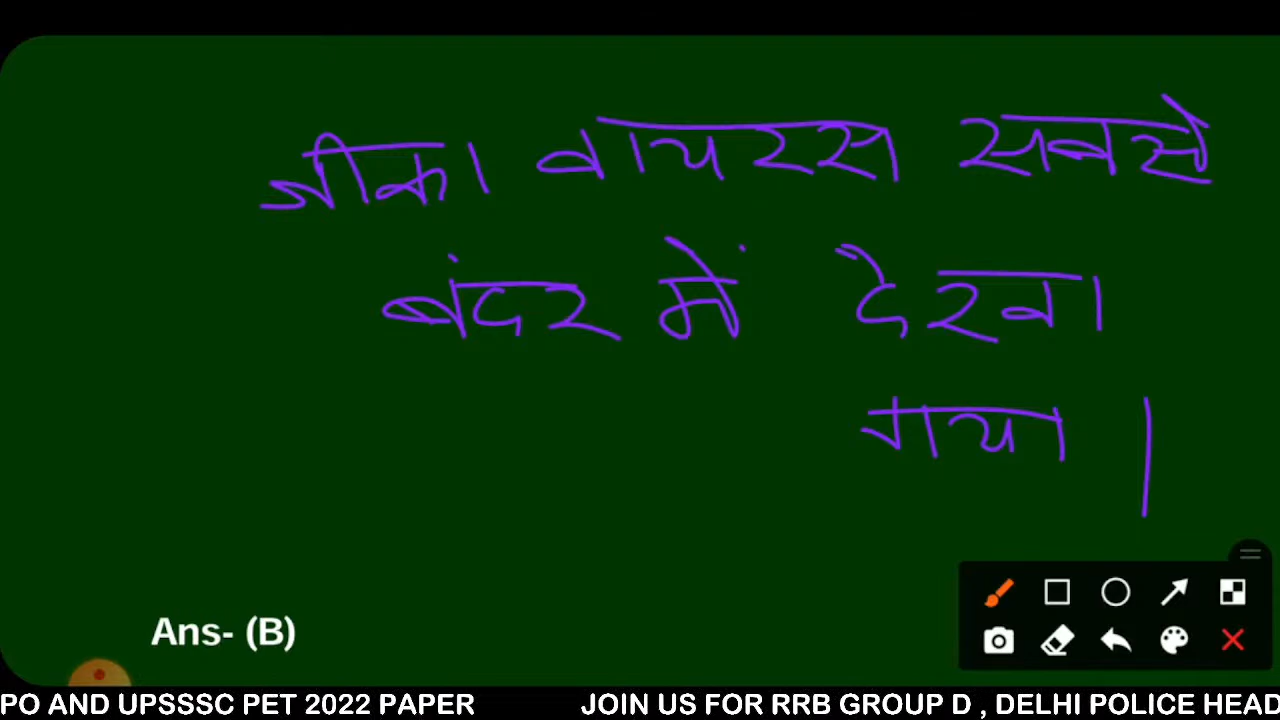 जीका वायरस सबसे
बंदर में देखा
गया ।
Ans- (B)
PO AND UPSSSC PET 2022 PAPER JOIN US FOR RRB GROUP D , DELHI POLICE HEAD